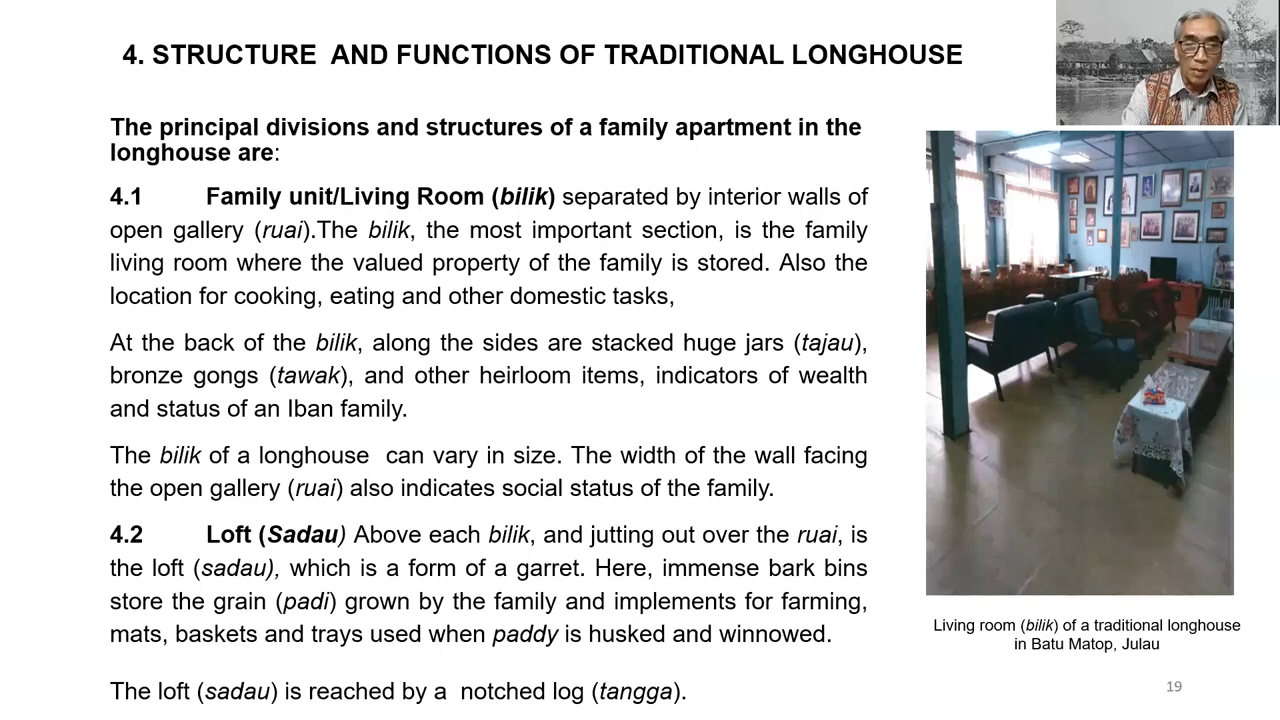 4. STRUCTURE  AND FUNCTIONS OF TRADITIONAL LONGHOUSE
The principal divisions and structures of a family apartment in the
longhouse are:
4.1 Family unit/Living Room (bilik) separated by interior walls of
open gallery (ruai).The bilik, the most important section, is the family
living room where the valued property of the family is stored. Also the
location for cooking, eating and other domestic tasks,
At the back of the bilik, along the sides are stacked huge jars (tajau),
bronze gongs (tawak), and other heirloom items, indicators of wealth
and status of an Iban family.
The bilik of a longhouse  can vary in size. The width of the wall facing
the open gallery (ruai) also indicates social status of the family.
4.2 Loft (Sadau) Above each bilik, and jutting out over the ruai, is
the loft (sadau), which is a form of a garret. Here, immense bark bins
store the grain (padi) grown by the family and implements for farming,
mats, baskets and trays used when paddy is husked and winnowed.
The loft (sadau) is reached by a  notched log (tangga).
Living room (bilik) of a traditional longhouse
in Batu Matop, Julau
19